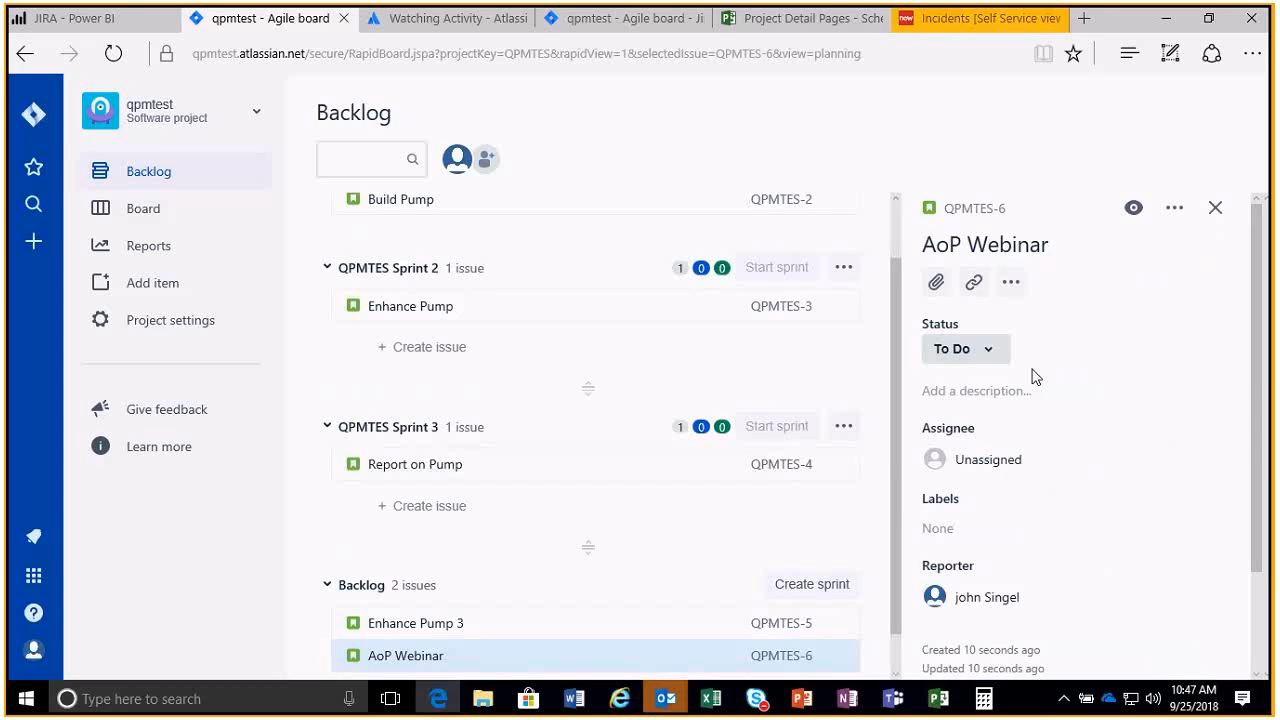 JIRA - Power BI
qpmtest - Agile board
Watching Activity - Atlassi
qpmtest - Agile board - Ji
Project Detail Pages - Sche
now Incidents [Self Service view
qpmtest.atlassian.net/secure/RapidBoard.jspa?projectKey=QPMTES&rapidView=1&selectedIssue=QPMTES-6&view=planning
qpmtest
Software project
Backlog
Board
Reports
Add item
Project settings
Give feedback
Learn more
Backlog
Build Pump QPMTES-2
QPMTES Sprint 2 1 issue 1 0 0 Start sprint
Enhance Pump QPMTES-3
+ Create issue
QPMTES Sprint 3 1 issue 1 0 0 Start sprint
Report on Pump QPMTES-4
+ Create issue
Backlog 2 issues Create sprint
Enhance Pump 3 QPMTES-5
AoP Webinar QPMTES-6
QPMTES-6
AoP Webinar
Status
To Do
Add a description...
Assignee
Unassigned
Labels
None
Reporter
john Singel
Created 10 seconds ago
Updated 10 seconds ago
Type here to search
10:47 AM
9/25/2018